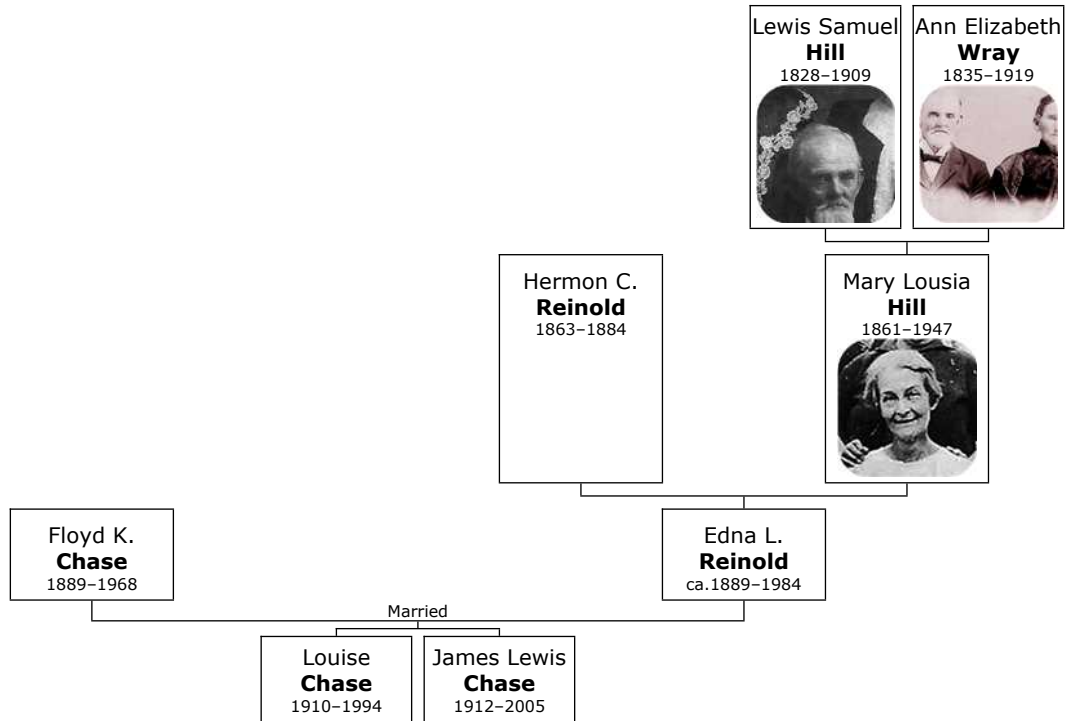 Lewis Samuel
Hill
1828–1909
Ann Elizabeth
Wray
1835–1919
Hermon C.
Reinold
1863–1884
Mary Lousia
Hill
1861–1947
Floyd K.
Chase
1889–1968
Edna L.
Reinold
ca.1889–1984
Married
Louise
Chase
1910–1994
James Lewis
Chase
1912–2005